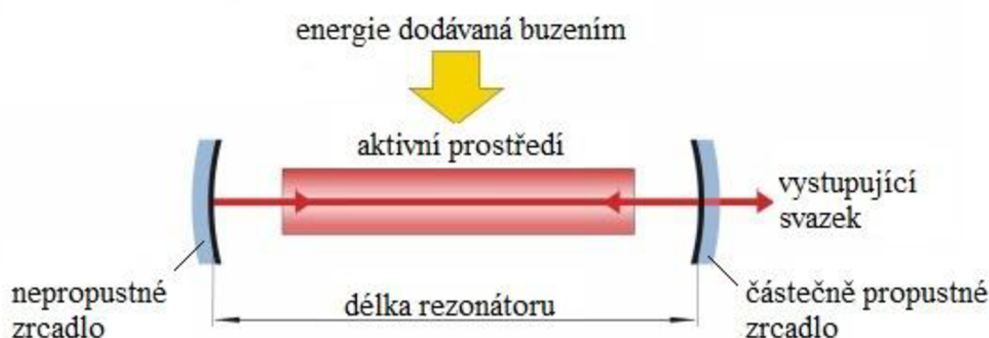 energie dodávaná buzením
aktivní prostředí
vystupující
svazek
nepropustné
zrcadlo
délka rezonátoru
částečně propustné
zrcadlo